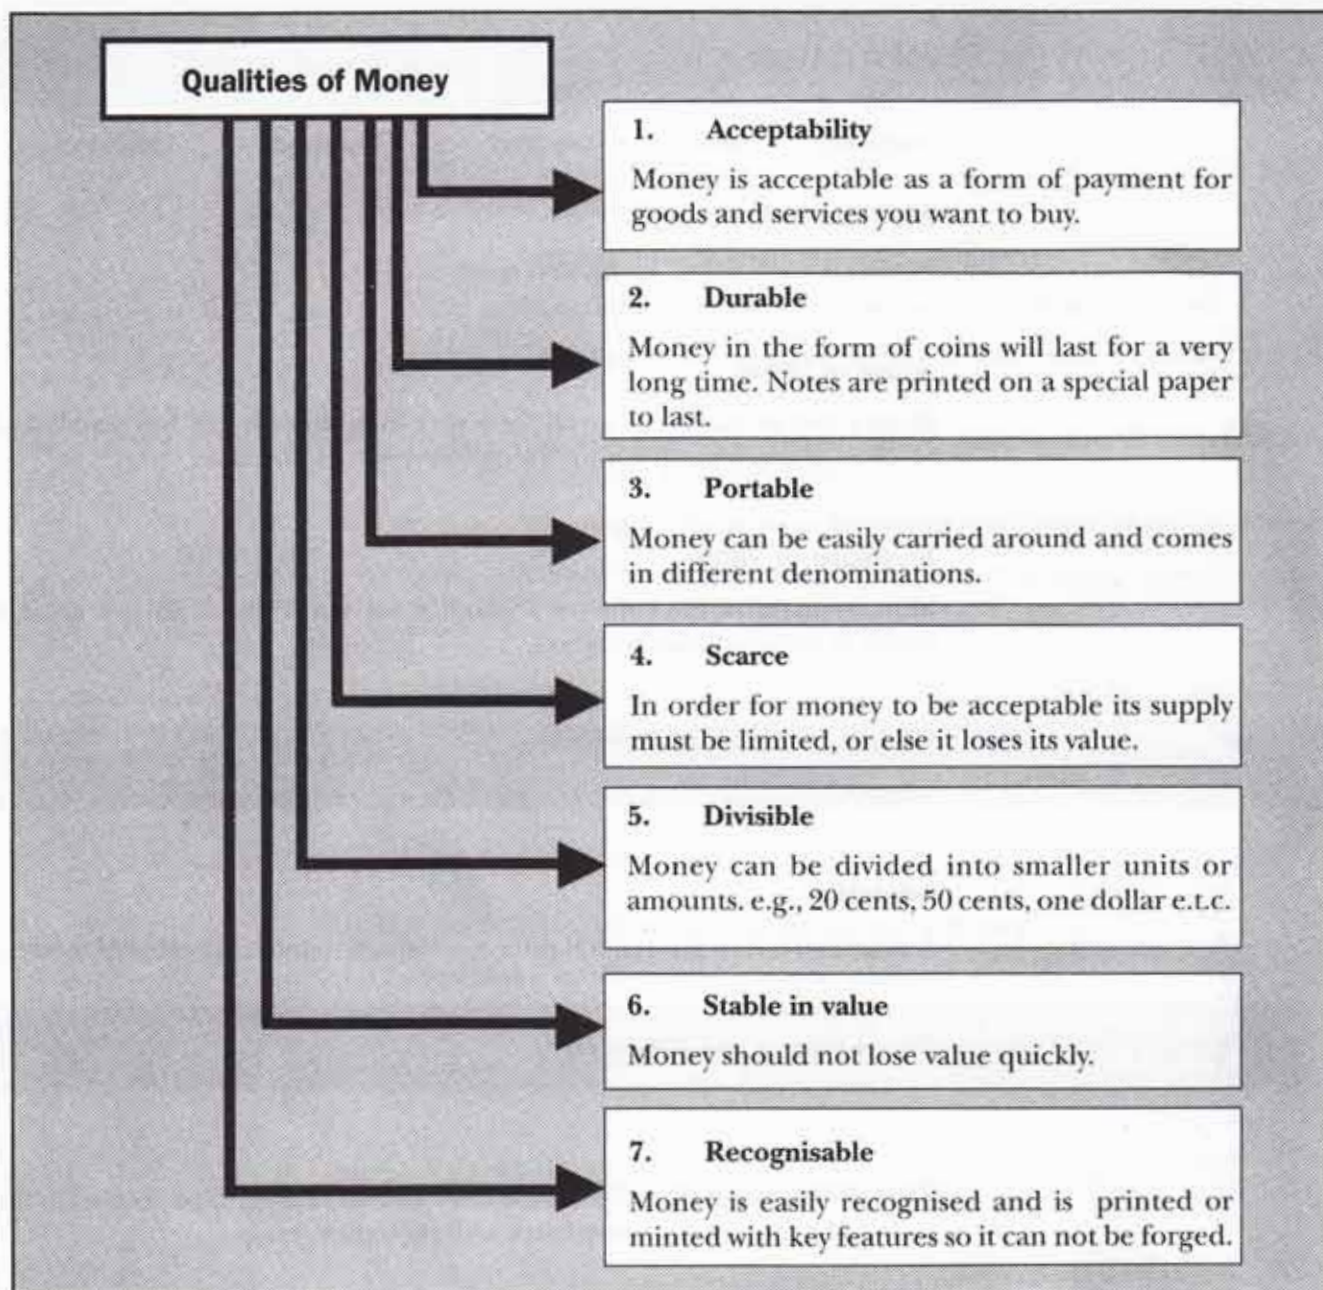 Qualities of Money
1. Acceptability
Money is acceptable as a form of payment for
goods and services you want to buy.
2. Durable
Money in the form of coins will last for a very
long time. Notes are printed on a special paper
to last.
3. Portable
Money can be easily carried around and comes
in different denominations.
4. Scarce
In order for money to be acceptable its supply
must be limited, or else it loses its value.
5. Divisible
Money can be divided into smaller units or
amounts. e.g., 20 cents, 50 cents, one dollar e.t.c.
6. Stable in value
Money should not lose value quickly.
7. Recognisable
Money is easily recognised and is printed or
minted with key features so it can not be forged.